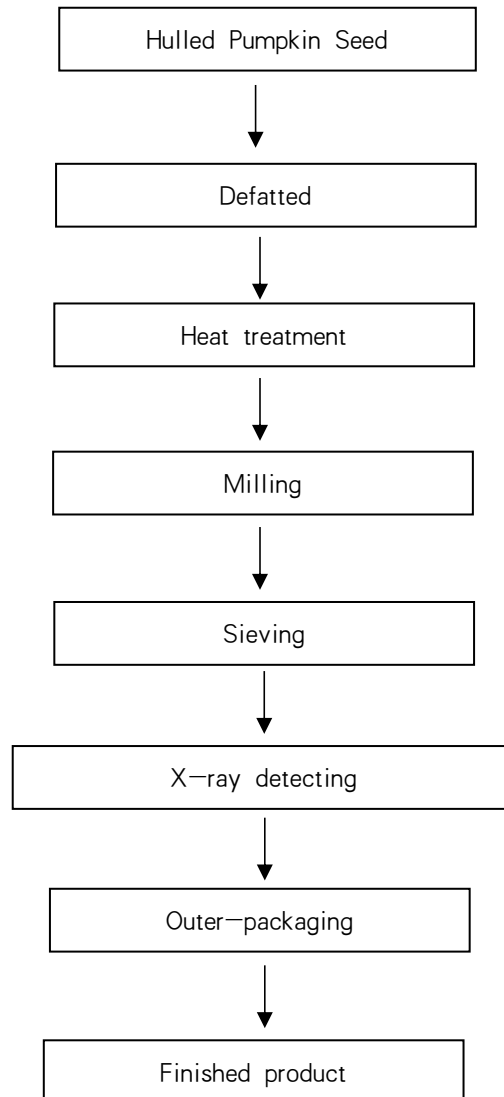 Hulled Pumpkin Seed
Defatted
Heat treatment
Milling
Sieving
X-ray detecting
Outer-packaging
Finished product